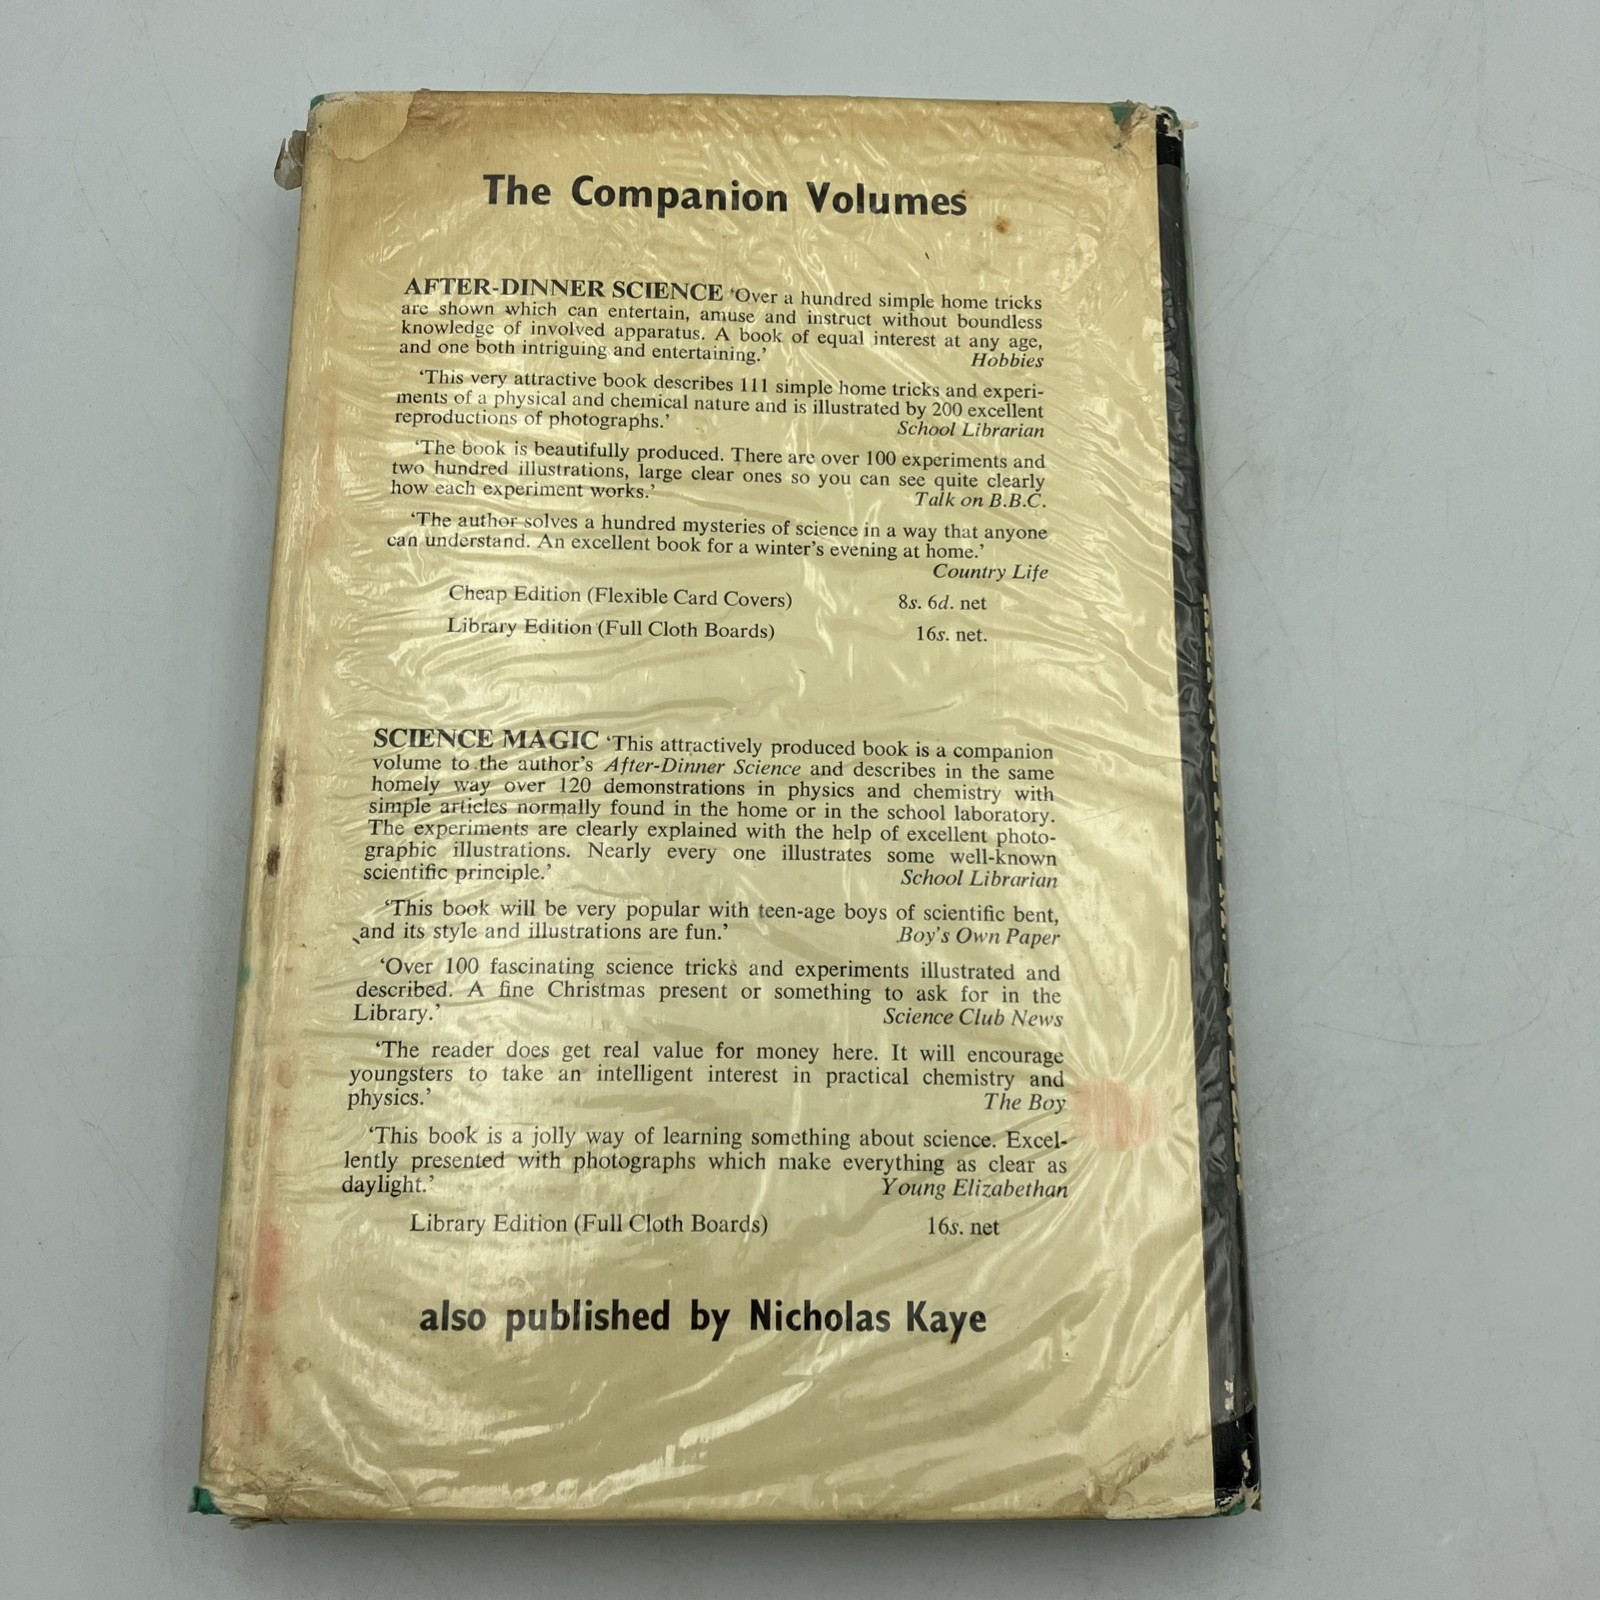 The Companion Volumes
AFTER-DINNER SCIENCE 'Over a hundred simple home tricks
are shown which can entertain, amuse and instruct without boundless
knowledge of involved apparatus. A book of equal interest at any age,
and one both intriguing and entertaining.' Hobbies
'This very attractive book describes 111 simple home tricks and experi-
ments of a physical and chemical nature and is illustrated by 200 excellent
reproductions of photographs.' School Librarian
'The book is beautifully produced. There are over 100 experiments and
two hundred illustrations, large clear ones so you can see quite clearly
how each experiment works.' Talk on B.B.C.
'The author solves a hundred mysteries of science in a way that anyone
can understand. An excellent book for a winter's evening at home.'
Country Life
Cheap Edition (Flexible Card Covers) 8s. 6d. net
Library Edition (Full Cloth Boards) 16s. net.
SCIENCE MAGIC 'This attractively produced book is a companion
volume to the author's After-Dinner Science and describes in the same
homely way over 120 demonstrations in physics and chemistry with
simple articles normally found in the home or in the school laboratory.
The experiments are clearly explained with the help of excellent photo-
graphic illustrations. Nearly every one illustrates some well-known
scientific principle.' School Librarian
'This book will be very popular with teen-age boys of scientific bent,
and its style and illustrations are fun.' Boy's Own Paper
'Over 100 fascinating science tricks and experiments illustrated and
described. A fine Christmas present or something to ask for in the
Library.' Science Club News
'The reader does get real value for money here. It will encourage
youngsters to take an intelligent interest in practical chemistry and
physics.' The Boy
'This book is a jolly way of learning something about science. Excel-
lently presented with photographs which make everything as clear as
daylight.' Young Elizabethan
Library Edition (Full Cloth Boards) 16s. net
also published by Nicholas Kaye